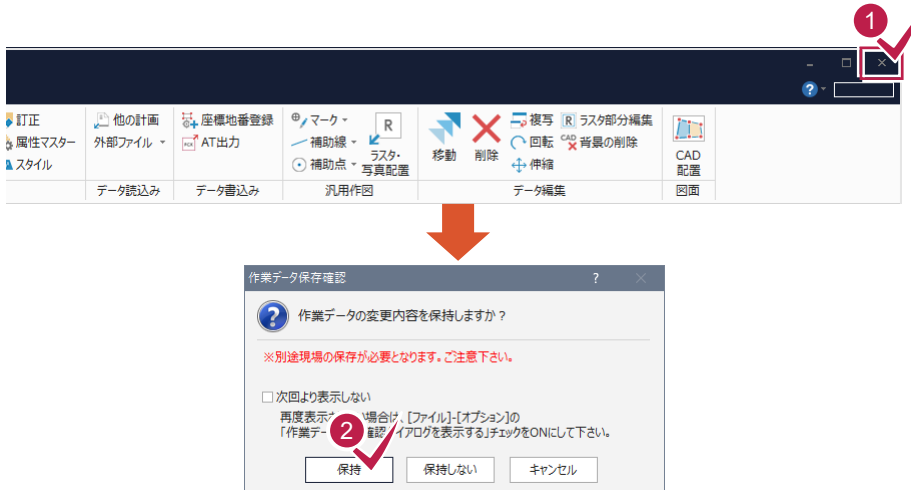 1
訂正
属性マスター
スタイル
他の計画
外部ファイル
データ読込み
座標地番登録
AT出力
データ書込み
マーク
補助線
補助点
R
ラスタ・
写真配置
汎用作図
移動
削除
複写
回転
伸縮
R ラスタ部分編集
CAD 背景の削除
データ編集
CAD
配置
図面
作業データ保存確認
?
作業データの変更内容を保持しますか?
※別途現場の保存が必要となります。ご注意下さい。
次回より表示しない
再度表示 場合は、[ファイル]-[オプション]の
「作業デー 確認 イアログを表示する」チェックをONにして下さい。
2
保持
保持しない
キャンセル